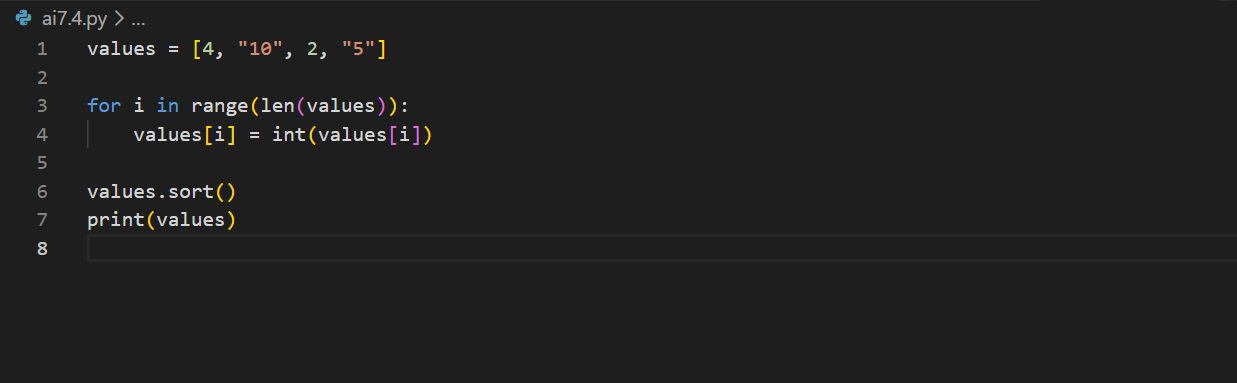 ai7.4.py > ...
1 values = [4, "10", 2, "5"]
2
3 for i in range(len(values)):
4     values[i] = int(values[i])
5
6 values.sort()
7 print(values)
8